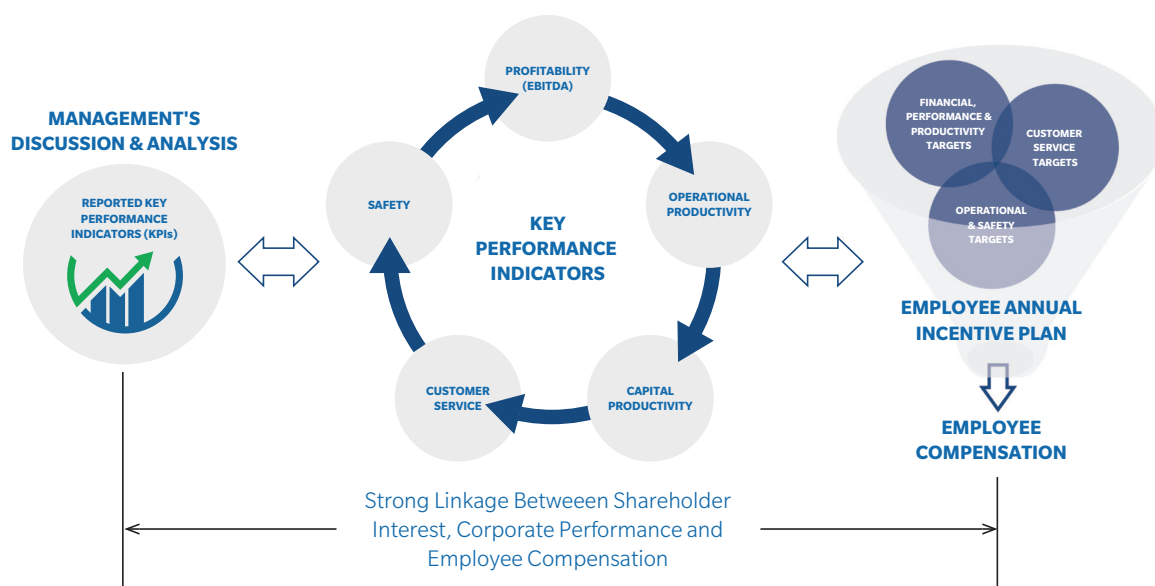 MANAGEMENT'S
DISCUSSION & ANALYSIS
REPORTED KEY
PERFORMANCE
INDICATORS (KPIs)
PROFITABILITY
(EBITDA)
OPERATIONAL
PRODUCTIVITY
CAPITAL
PRODUCTIVITY
CUSTOMER
SERVICE
SAFETY
KEY
PERFORMANCE
INDICATORS
FINANCIAL,
PERFORMANCE &
PRODUCTIVITY
TARGETS
CUSTOMER
SERVICE
TARGETS
OPERATIONAL
& SAFETY
TARGETS
EMPLOYEE ANNUAL
INCENTIVE PLAN
EMPLOYEE
COMPENSATION
Strong Linkage Betweeen Shareholder
Interest, Corporate Performance and
Employee Compensation